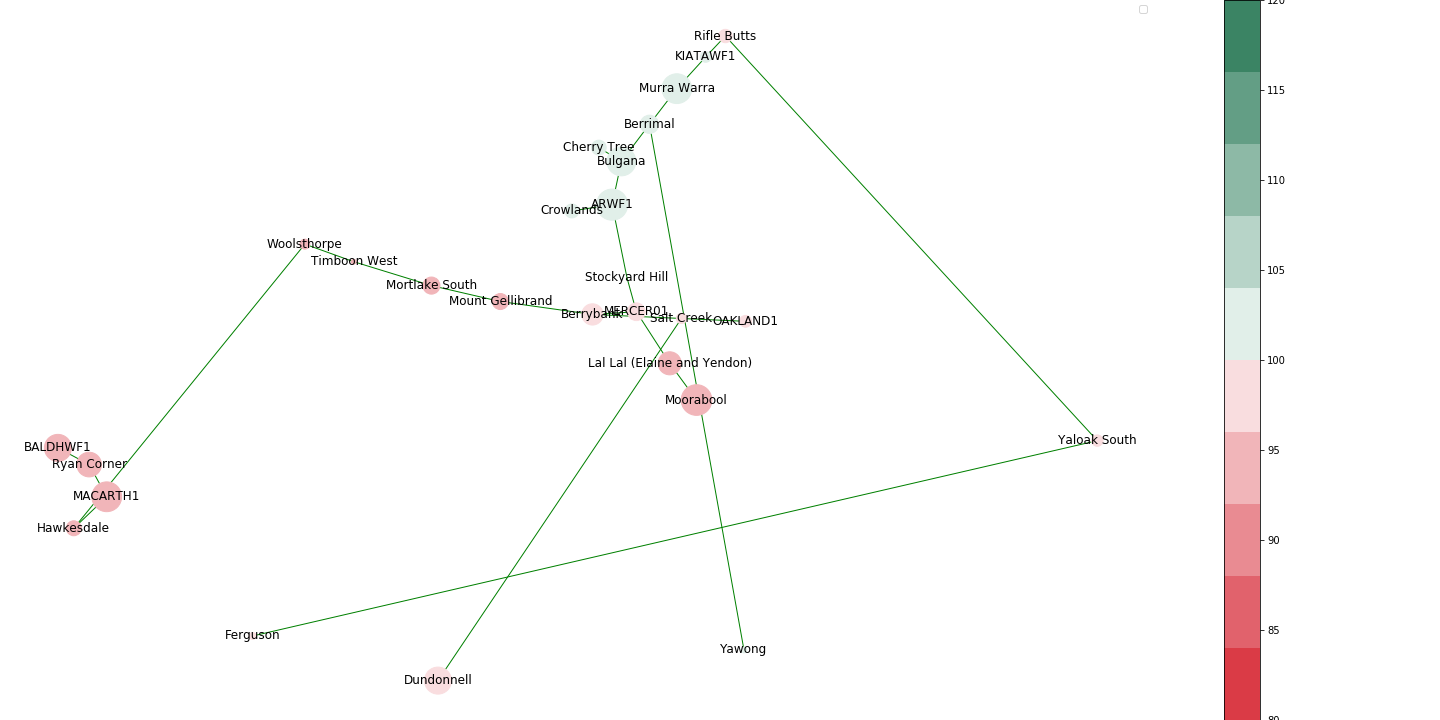 Rifle Butts
KIATAWF1
Murra Warra
Berrimal
Cherry Tree
Bulgana
ARWF1
Crowlands
Woolsthorpe
Timboon West
Stockyard Hill
Mortlake South
Mount Gellibrand
Berrybank
MERCER01
Salt Creek
OAKLAND1
Lal Lal (Elaine and Yendon)
Moorabool
Yaloak South
BALDHWF1
Ryan Corner
MACARTH1
Hawkesdale
Ferguson
Yawong
Dundonnell
120
115
110
105
100
95
90
85
80